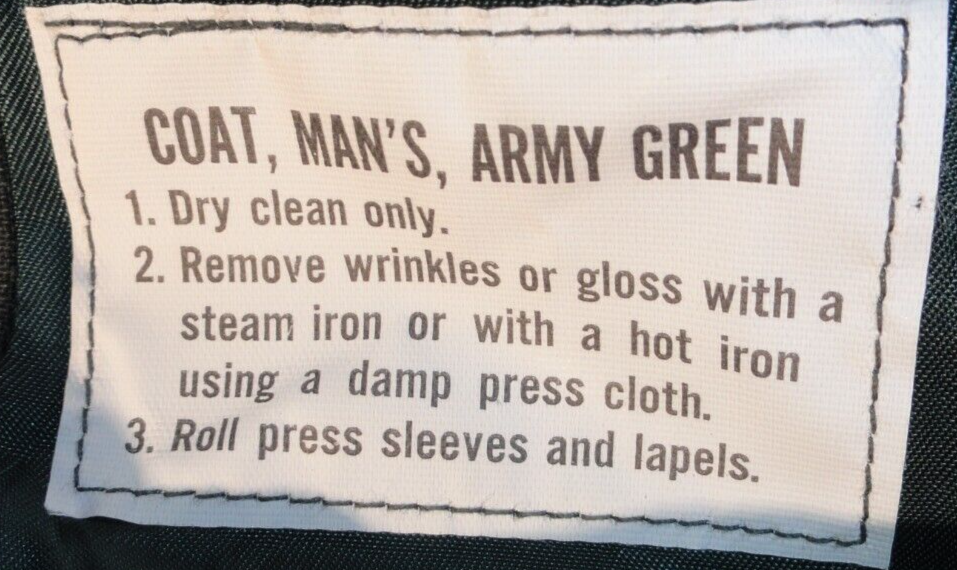 COAT, MAN'S, ARMY GREEN
1. Dry clean only.
2. Remove wrinkles or gloss with a
steam iron or with a hot iron
using a damp press cloth.
3. Roll press sleeves and lapels.